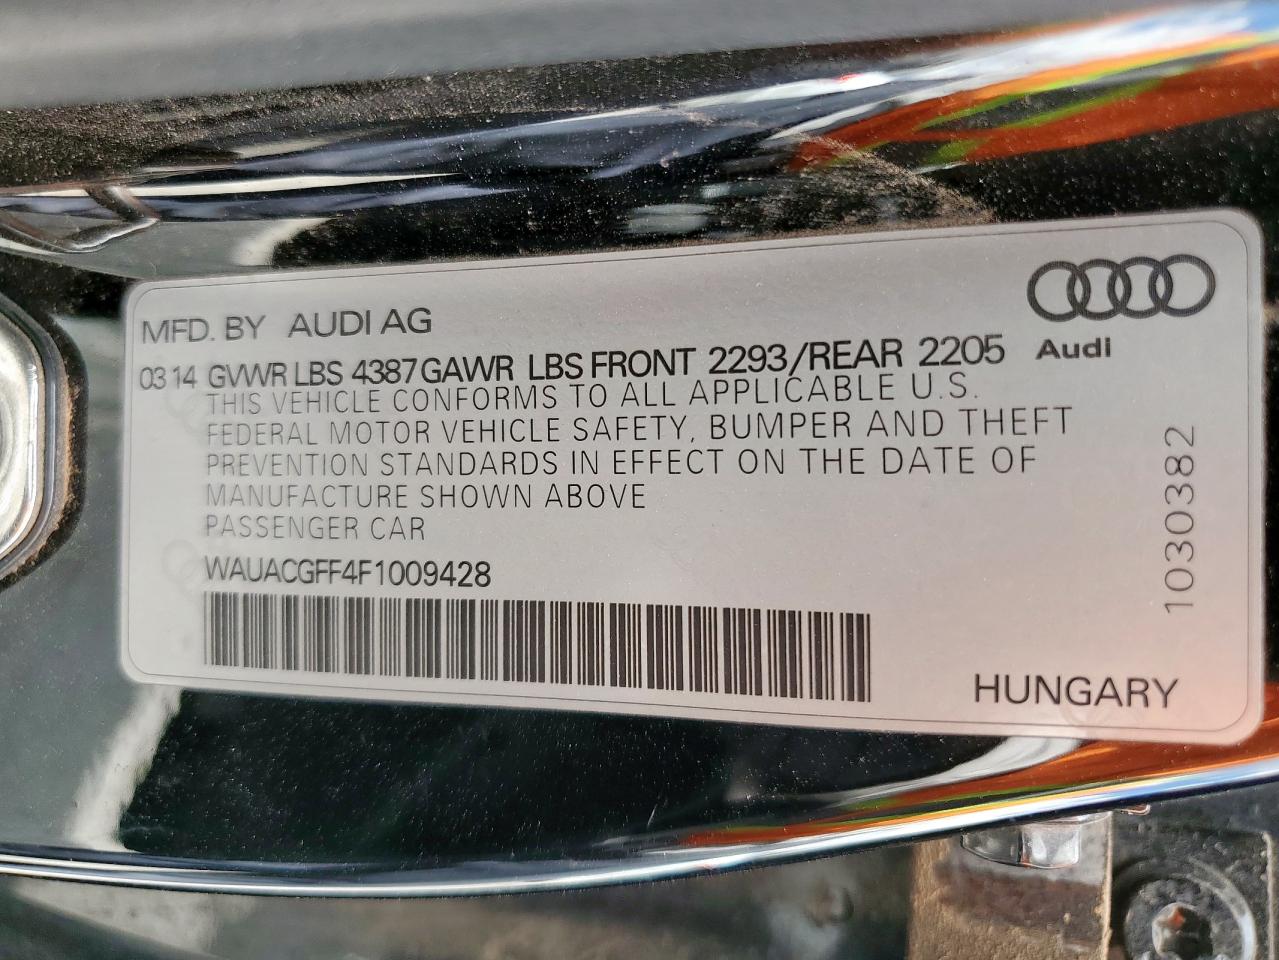 MFD. BY AUDI AG
03 14 GVWR LBS 4387 GAWR LBS FRONT 2293/REAR 2205
Audi
THIS VEHICLE CONFORMS TO ALL APPLICABLE U.S.
FEDERAL MOTOR VEHICLE SAFETY, BUMPER AND THEFT
PREVENTION STANDARDS IN EFFECT ON THE DATE OF
MANUFACTURE SHOWN ABOVE
PASSENGER CAR
WAUACGFF4F1009428
1030382
HUNGARY